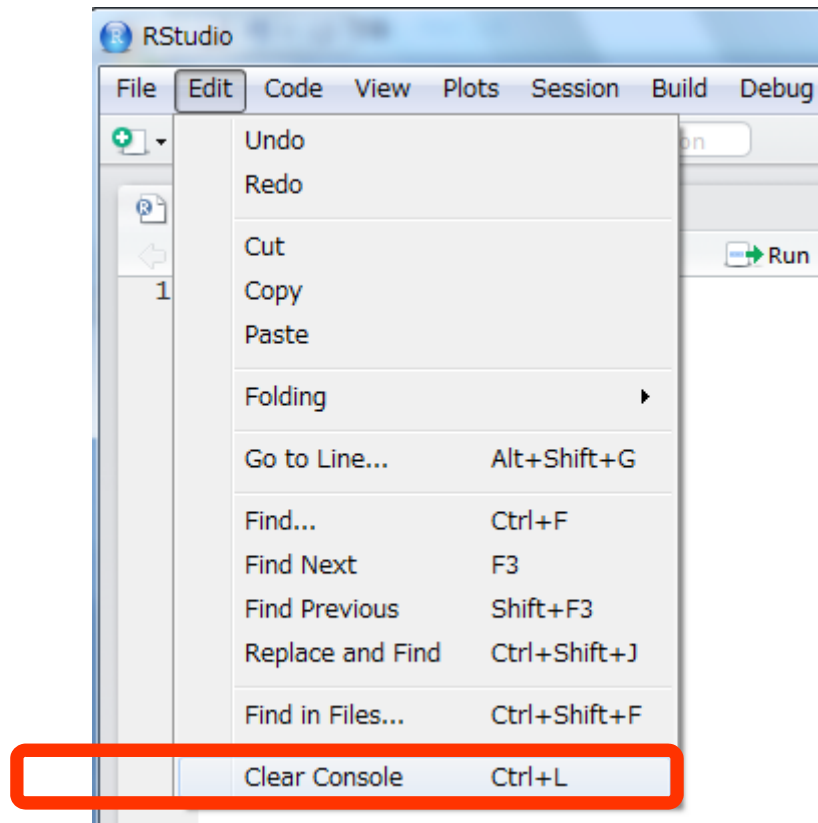 RStudio
File Edit Code View Plots Session Build Debug
Undo on
Redo
Cut
Run
1
Copy
Paste
Folding
Go to Line... Alt+Shift+G
Find... Ctrl+F
Find Next F3
Find Previous Shift+F3
Replace and Find Ctrl+Shift+J
Find in Files... Ctrl+Shift+F
Clear Console Ctrl+L